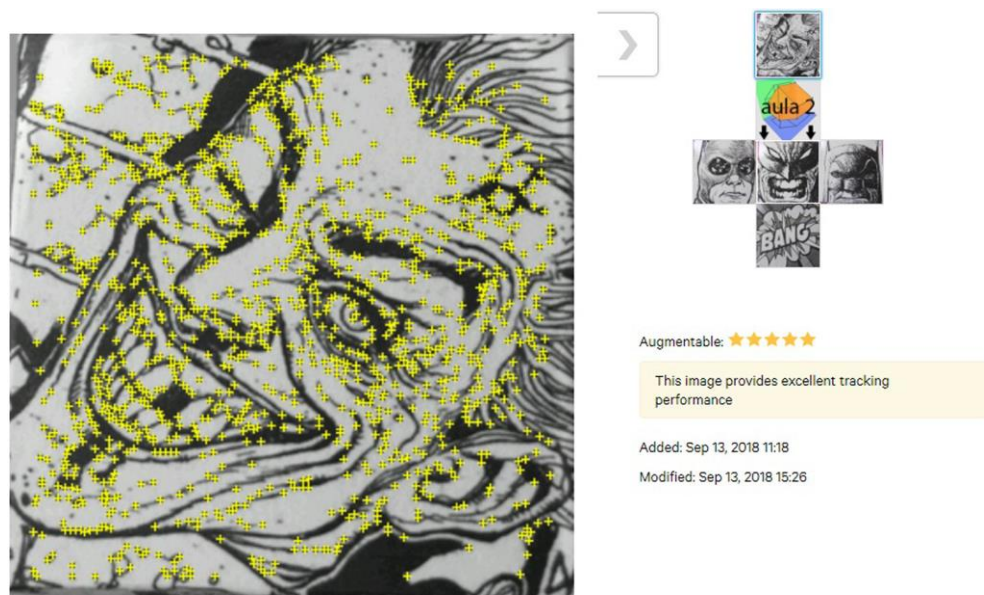 aula 2
BANG
Augmentable:
This image provides excellent tracking
performance
Added: Sep 13, 2018 11:18
Modified: Sep 13, 2018 15:26